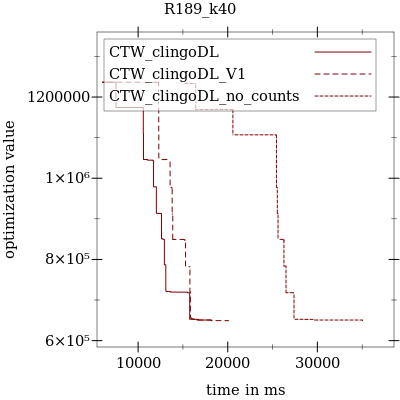 R189_k40
CTW_clingoDL
CTW_clingoDL_V1
CTW_clingoDL_no_counts
1200000
1×10⁶
8×10⁵
6×10⁵
optimization value
10000 20000 30000
time in ms